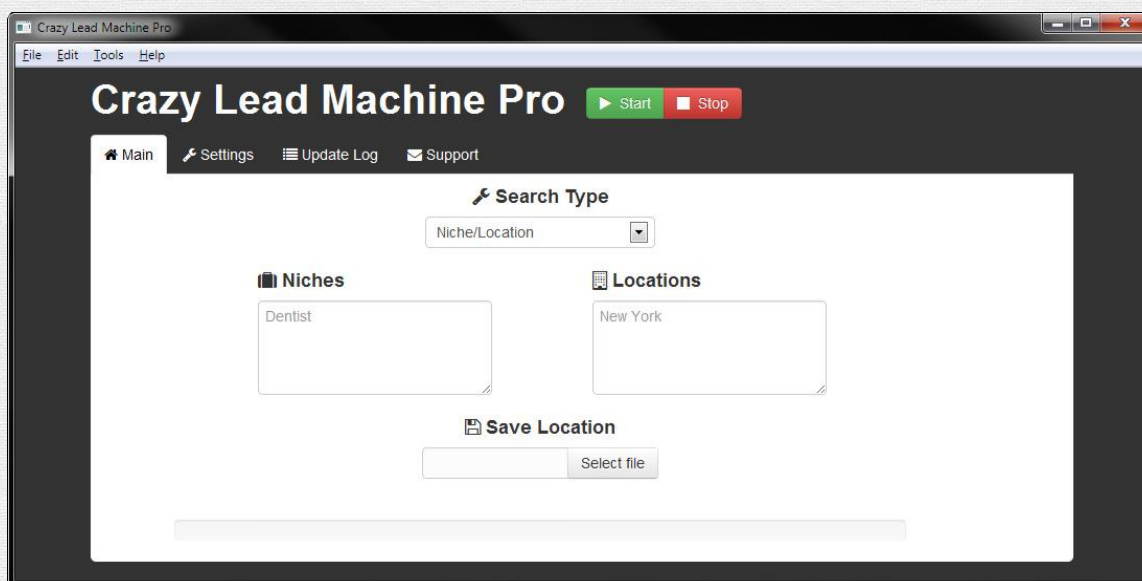 Crazy Lead Machine Pro
File Edit Tools Help
Crazy Lead Machine Pro
Start Stop
Main Settings Update Log Support
Search Type
Niche/Location
Niches Locations
Dentist New York
Save Location
Select file